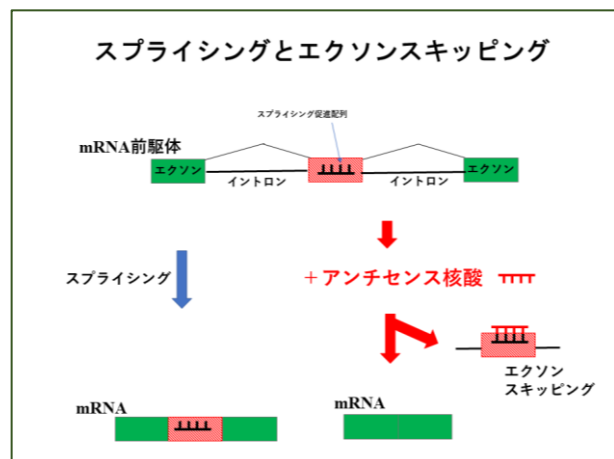 スプライシングとエクソンスキッピング
スプライシング促進配列
mRNA前駆体
エクソン
エクソン
イントロン
イントロン
スプライシング
＋アンチセンス核酸
エクソン
スキッピング
mRNA
mRNA